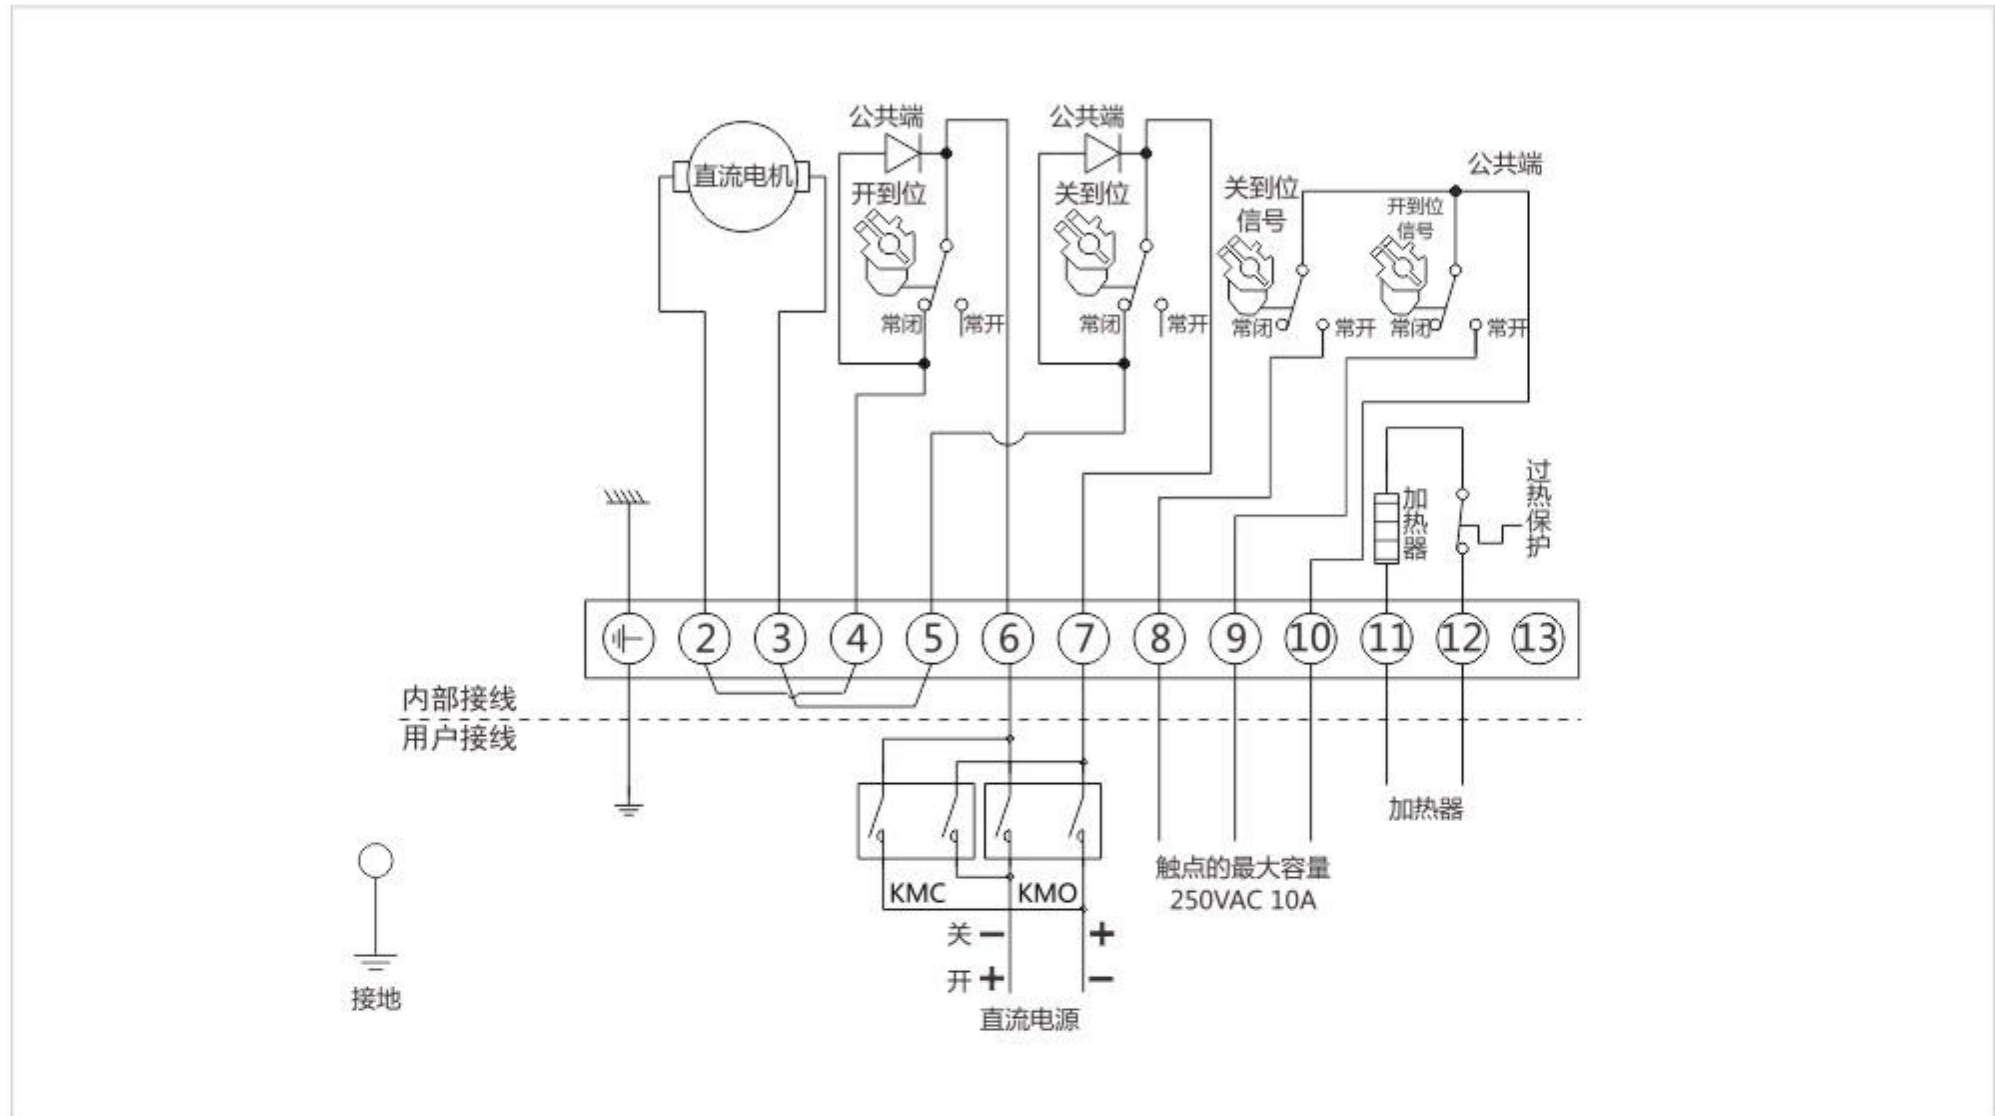 公共端
公共端
直流电机
开到位
关到位
关到位
信号
公共端
开到位
信号
常闭
常开
常闭
常开
常闭
常开
常闭
常开
加热器
过热保护
2
3
4
5
6
7
8
9
10
11
12
13
内部接线
用户接线
KMC
KMO
加热器
触点的最大容量
250VAC 10A
关 − +
开 + −
直流电源
接地